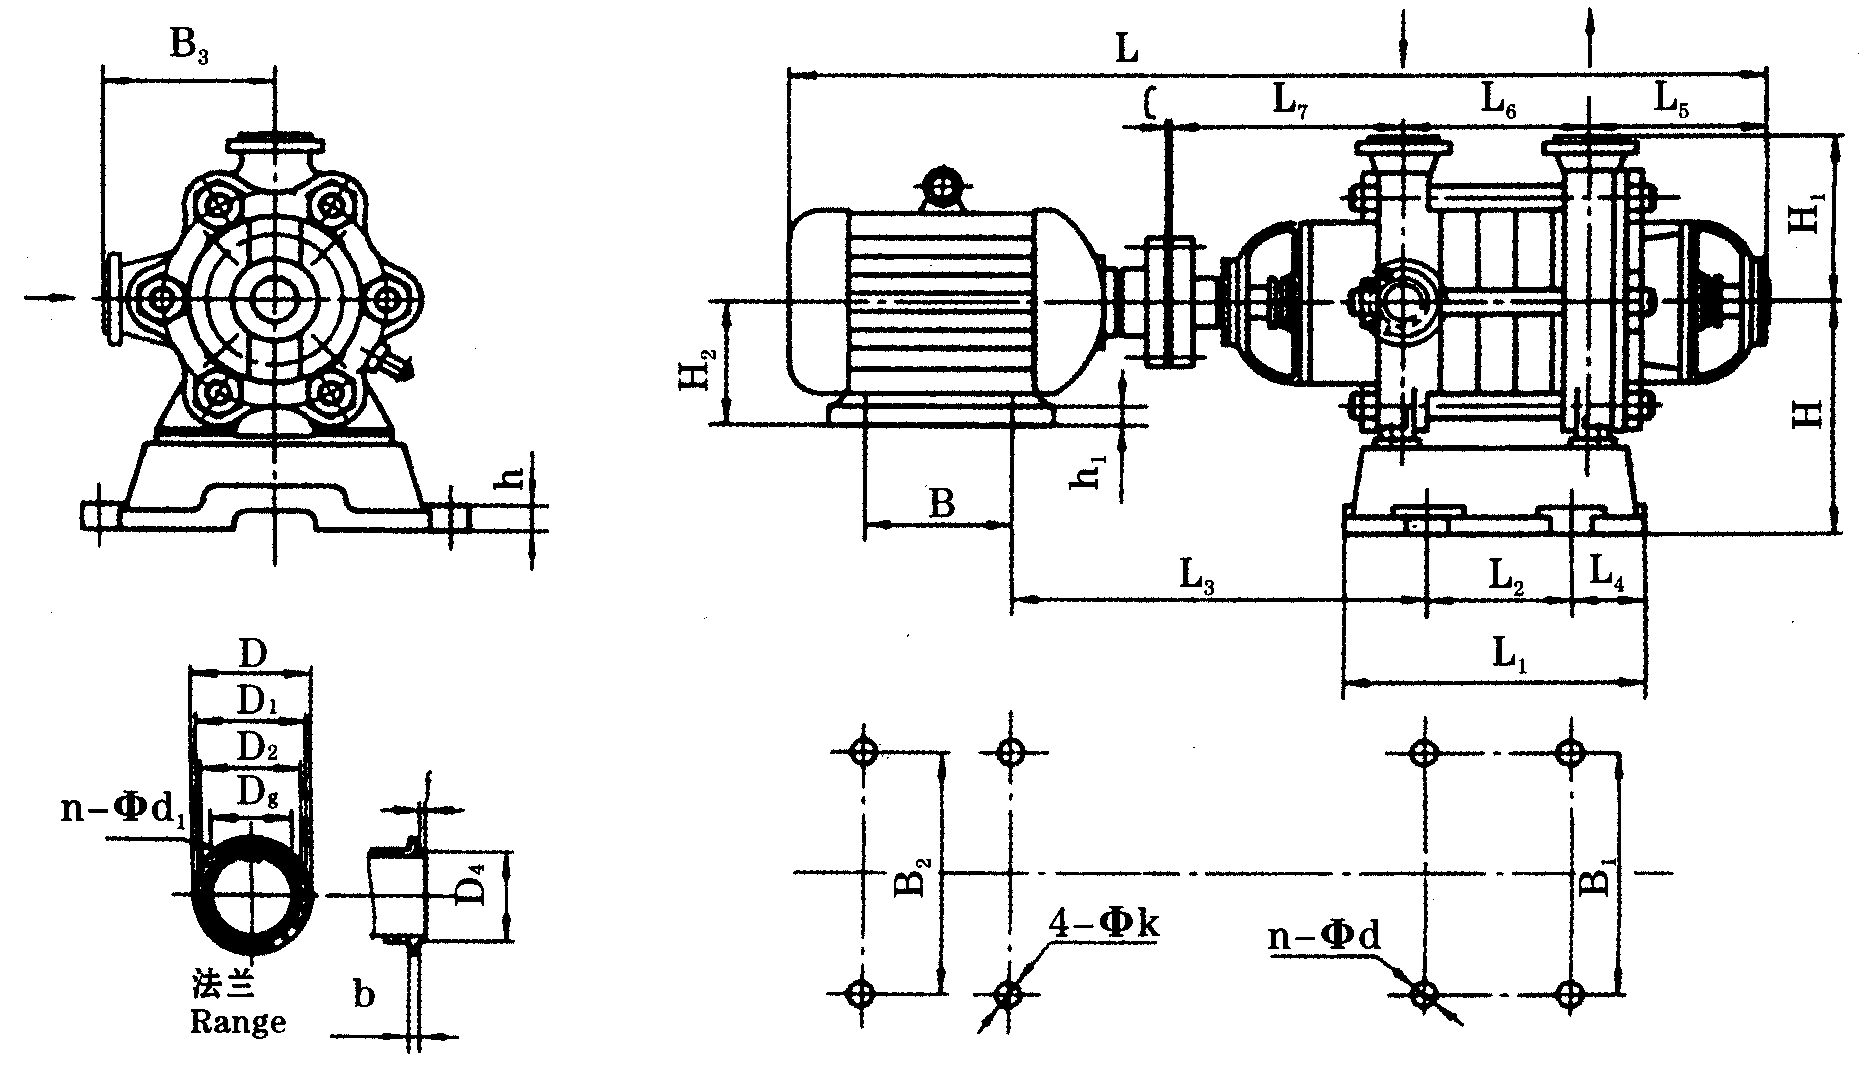 B₃
L
C
L₇
L₆
L₅
H₁
H₂
H
h
h₁
B
L₃
L₂
L₄
L₁
D
D₁
D₂
Dg
n-Φd₁
D₄
b
法兰
Range
B₂
B₁
4-Φk
n-Φd